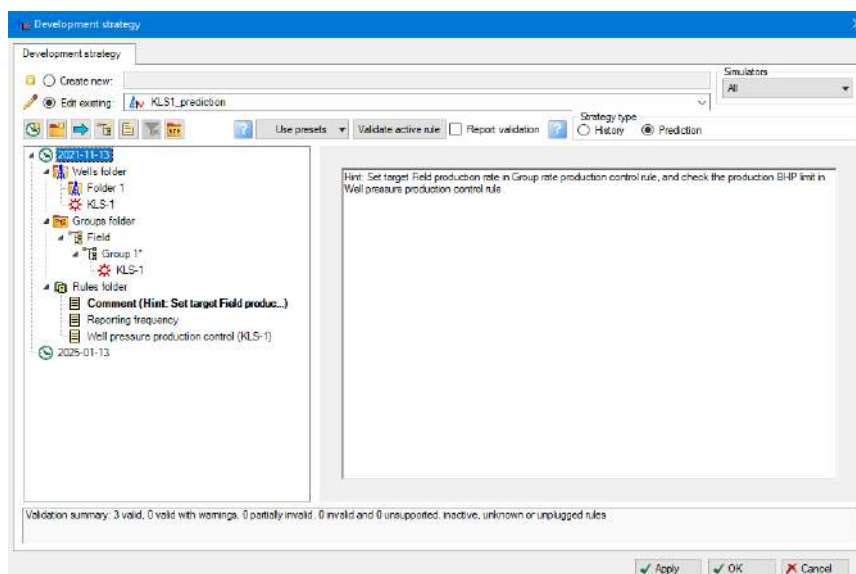 Development strategy
Development strategy
Create new:
Simulators
All
Edit existing: KLS1_prediction
Use presets
Validate active rule
Report validation
Strategy type
History
Prediction
2021-11-13
Wells folder
Folder 1
KLS-1
Groups folder
Field
Group 1*
KLS-1
Rules folder
Comment (Hint: Set target Field produc...)
Reporting frequency
Well pressure production control (KLS-1)
2025-01-13
Hint: Set target Field production rate in Group rate production control rule, and check the production BHP limit in
Well pressure production control rule
Validation summary: 3 valid, 0 valid with warnings, 0 partially invalid, 0 invalid and 0 unsupported, inactive, unknown or unplugged rules
Apply
OK
Cancel